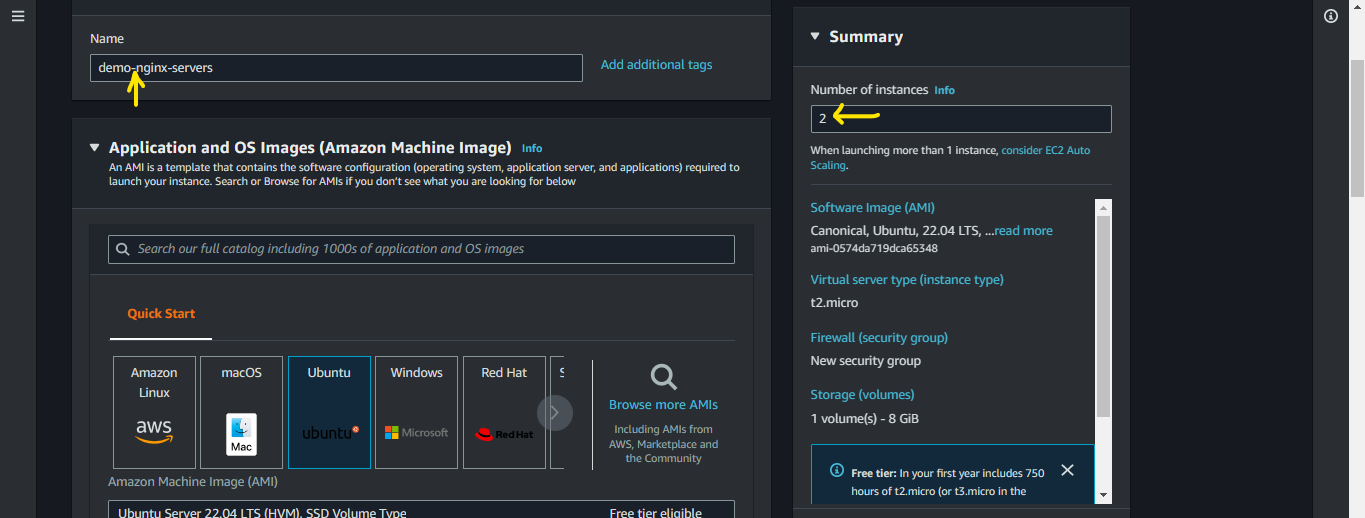 Name
demo-nginx-servers
Add additional tags
Application and OS Images (Amazon Machine Image) Info
An AMI is a template that contains the software configuration (operating system, application server, and applications) required to
launch your instance. Search or Browse for AMIs if you don't see what you are looking for below
Search our full catalog including 1000s of application and OS images
Quick Start
Amazon
Linux
aws
macOS
Mac
Ubuntu
ubuntu
Windows
Microsoft
Red Hat
Red Hat
S
Browse more AMIs
Including AMIs from
AWS, Marketplace and
the Community
Amazon Machine Image (AMI)
Ubuntu Server 22.04 LTS (HVM), SSD Volume Type
Free tier eligible
Summary
Number of instances Info
2
When launching more than 1 instance, consider EC2 Auto
Scaling.
Software Image (AMI)
Canonical, Ubuntu, 22.04 LTS, ...read more
ami-0574da719dca65348
Virtual server type (instance type)
t2.micro
Firewall (security group)
New security group
Storage (volumes)
1 volume(s) - 8 GiB
Free tier: In your first year includes 750
hours of t2.micro (or t3.micro in the